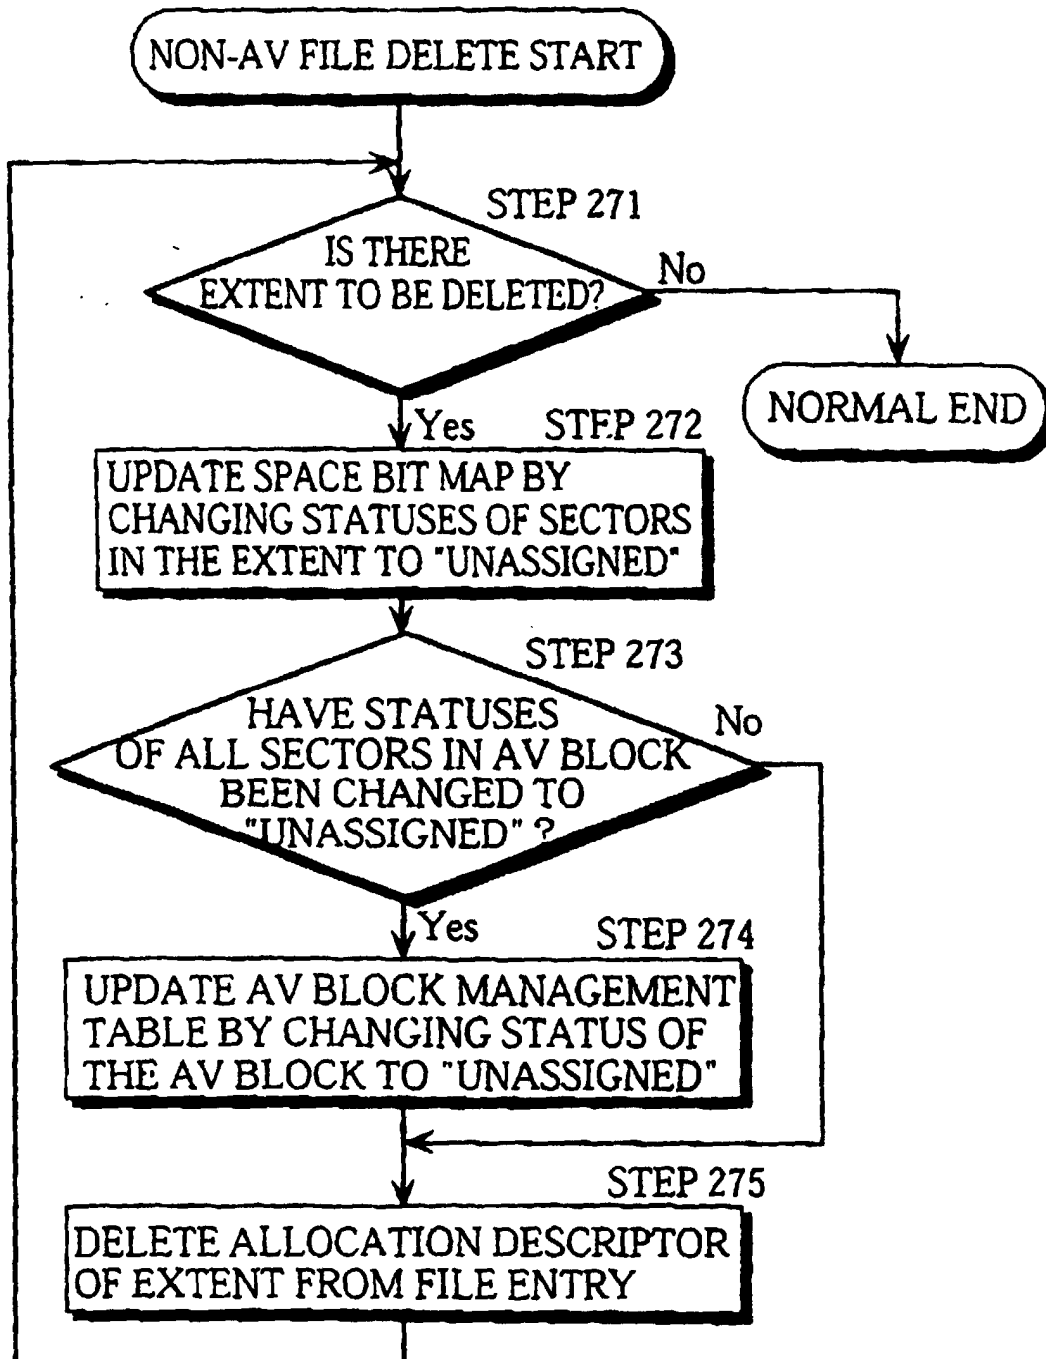 NON-AV FILE DELETE START
STEP 271
IS THERE
EXTENT TO BE DELETED?
No
NORMAL END
Yes
STEP 272
UPDATE SPACE BIT MAP BY
CHANGING STATUSES OF SECTORS
IN THE EXTENT TO "UNASSIGNED"
STEP 273
HAVE STATUSES
OF ALL SECTORS IN AV BLOCK
BEEN CHANGED TO
"UNASSIGNED" ?
No
Yes
STEP 274
UPDATE AV BLOCK MANAGEMENT
TABLE BY CHANGING STATUS OF
THE AV BLOCK TO "UNASSIGNED"
STEP 275
DELETE ALLOCATION DESCRIPTOR
OF EXTENT FROM FILE ENTRY